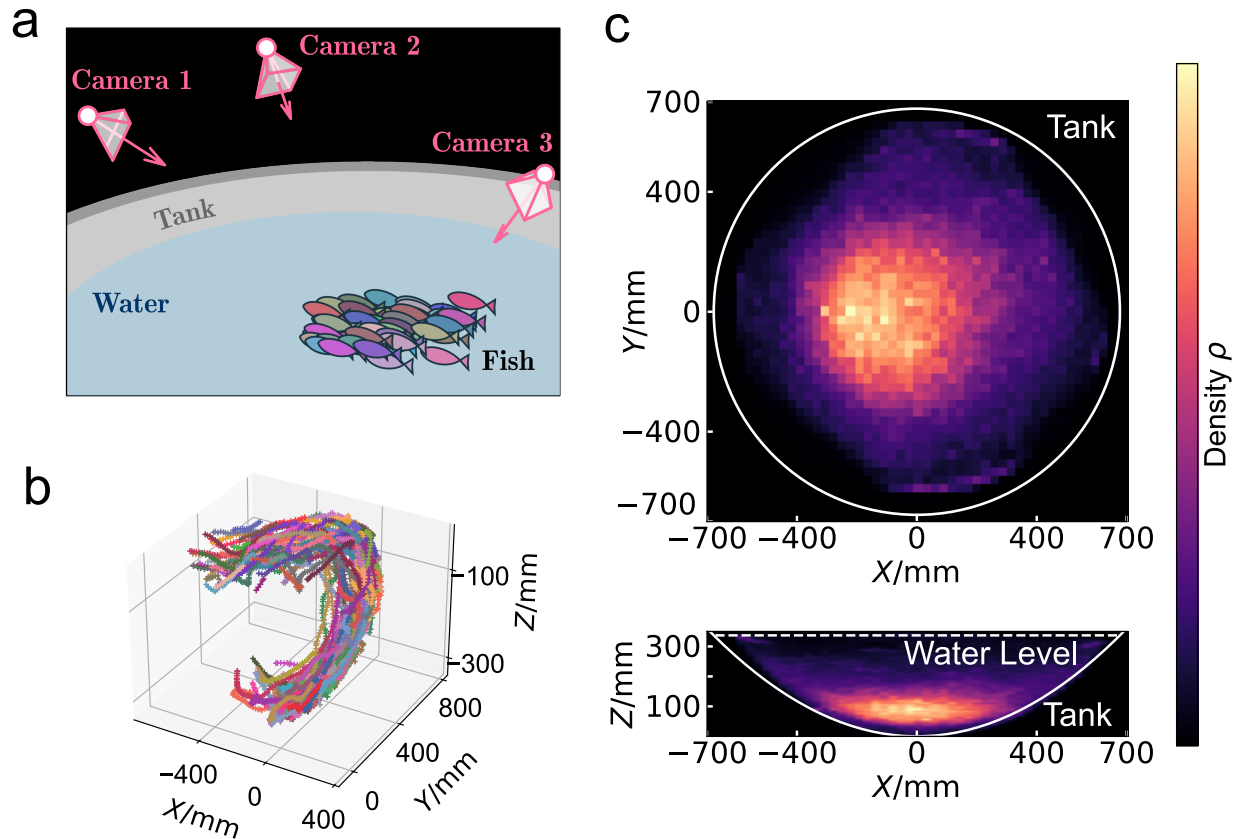 a
Camera 1
Camera 2
Camera 3
Tank
Water
Fish
b
−100
−300
Z/mm
800
400
0
Y/mm
−400
0
400
X/mm
c
700
400
0
−400
−700
Y/mm
Tank
−700 −400 0 400 700
X/mm
300
100
Z/mm
Water Level
Tank
−700 −400 0 400 700
X/mm
Density ρ